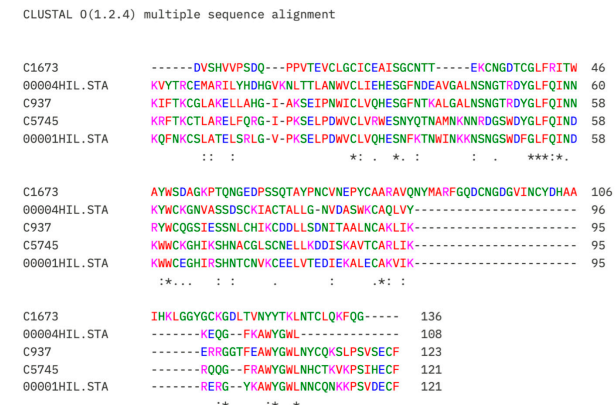 CLUSTAL O(1.2.4) multiple sequence alignment
C1673 ------DVSHVVPSDQ---PPVTEVCLGCICEAISGCNTT-----EKCNGDTCGLFRITW 46
00004HIL.STA KVYTRCEMARILYHDHGVKNLTTLANWVCLIEHESGFNDEAVGALNSNGTRDYGLFQINN 60
C937 KIFTKCGLAKELLAHG-I-AKSEIPNWICLVQHESGFNTKALGALNSNGTRDYGLFQINN 58
C5745 KRFTKCTLARELFQRG-I-PKSELPDWVCLVRWESNYQTNAMNKNNRDGSWDYGLFQIND 58
00001HIL.STA KQFNKCSLATELSRLG-V-PKSELPDWVCLVQHESNFKTNWINKKNSNGSWDFGLFQIND 58
:: : *: . *. : : . ***:*.
C1673 AYWSDAGKPTQNGEDPSSQTAYPNCVNEPYCAARAVQNYMARFGQDCNGDGVINCYDHAA 106
00004HIL.STA KYWCKGNVASSDSCKIACTALLG-NVDASWKCAQLVY----------------------- 96
C937 RYWCQGSIESSNLCHIKCDDLLSDNITAALNCAKLIK----------------------- 95
C5745 KWWCKGHIKSHNACGLSCNELLKDDISKAVTCARLIK----------------------- 95
00001HIL.STA KWWCEGHIRSHNTCNVKCEELVTEDIEKALECAKVIK----------------------- 95
:*... : : . : .*: :
C1673 IHKLGGYGCKGDLTVNYYTKLNTCLQKFQG----- 136
00004HIL.STA -------KEQG--FKAWYGWL-------------- 108
C937 -------ERRGGTFEAWYGWLNYCQKSLPSVSECF 123
C5745 -------RQQG--FRAWYGWLNHCTKVKPSIHECF 121
00001HIL.STA -------RERG--YKAWYGWLNNCQNKKPSVDECF 121
:* :* *